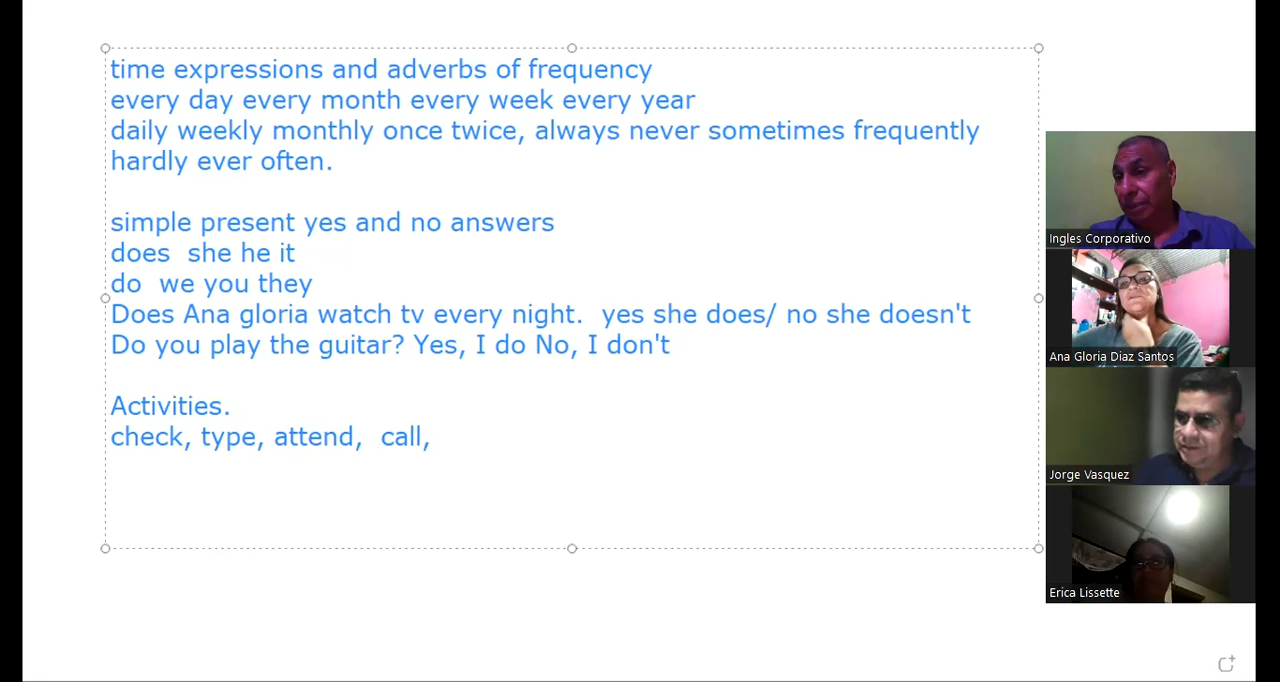 time expressions and adverbs of frequency
every day every month every week every year
daily weekly monthly once twice, always never sometimes frequently
hardly ever often.
simple present yes and no answers
does  she he it
do  we you they
Does Ana gloria watch tv every night.  yes she does/ no she doesn't
Do you play the guitar? Yes, I do No, I don't
Activities.
check, type, attend,  call,
Ingles Corporativo
Ana Gloria Diaz Santos
Jorge Vasquez
Erica Lissette